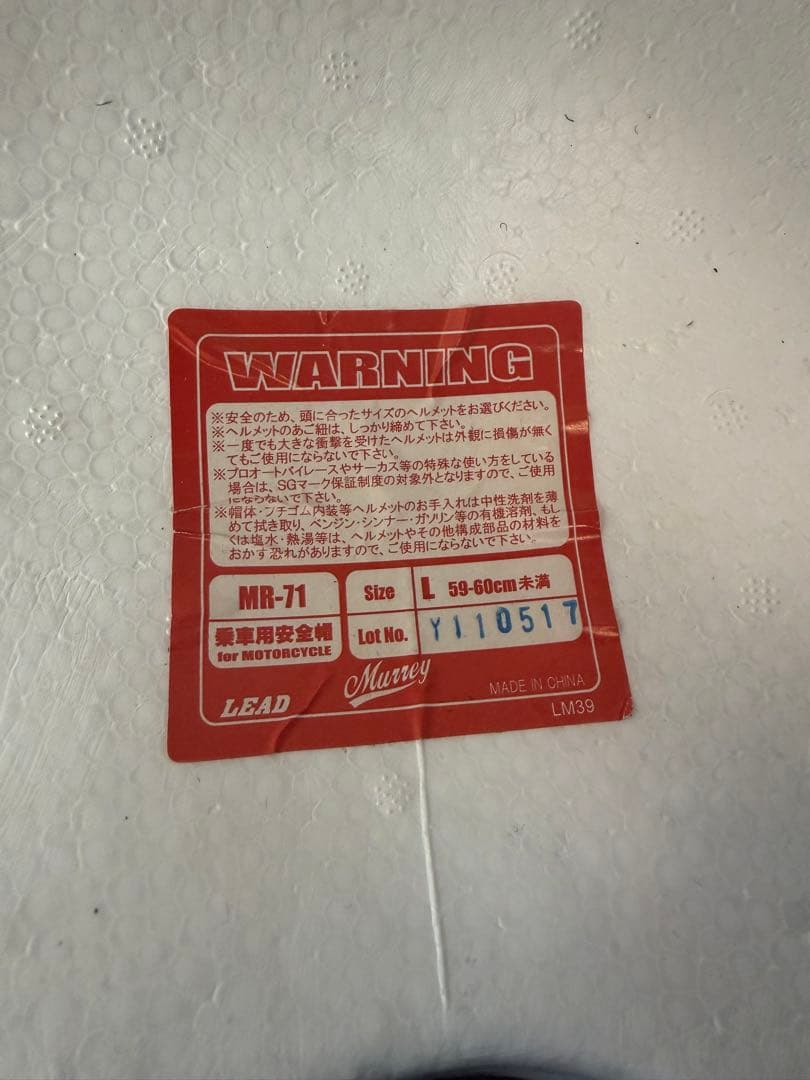 WARNING
※安全のため、頭に合ったサイズのヘルメットをお選びください。
※ヘルメットのあご紐は、しっかり締めて下さい。
※一度でも大きな衝撃を受けたヘルメットは外観に損傷が無く
てもご使用にならないで下さい。
※プロオートバイレースやサーカス等の特殊な使い方をしている
場合は、SGマーク保証制度の対象外となりますので、ご使用
にならないで下さい。
※帽体・フチゴム内装等ヘルメットのお手入れは中性洗剤を薄
めて拭き取り、ベンジン・シンナー・ガソリン等の有機溶剤、もし
くは塩水・熱湯等は、ヘルメットやその他構成部品の材料を
おかす恐れがありますので、ご使用にならないで下さい。
MR-71 Size L 59-60cm未満
乗車用安全帽
for MOTORCYCLE
Lot No. Y110517
LEAD Murrey MADE IN CHINA
LM39